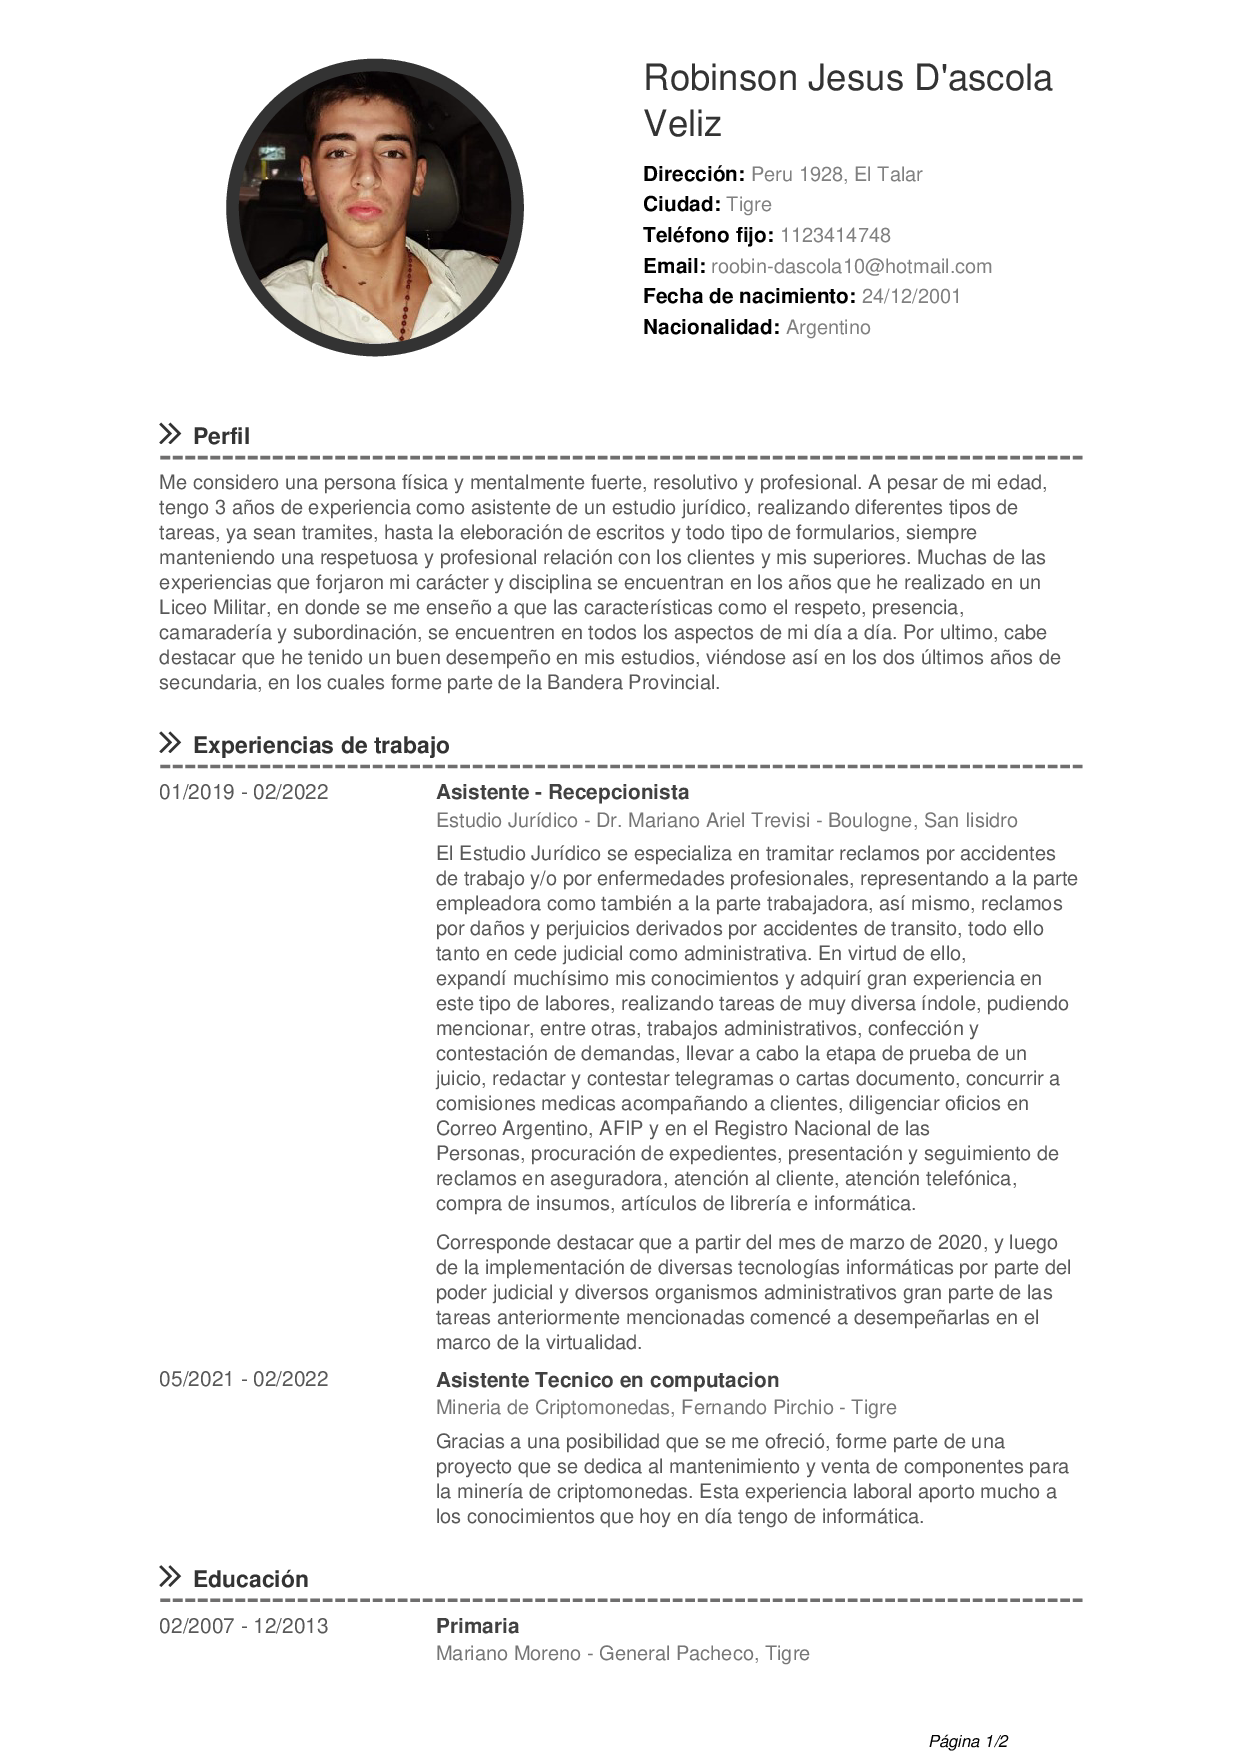 Robinson Jesus D'ascola
Veliz
Dirección: Peru 1928, El Talar
Ciudad: Tigre
Teléfono fijo: 1123414748
Email: roobin-dascola10@hotmail.com
Fecha de nacimiento: 24/12/2001
Nacionalidad: Argentino
Perfil
Me considero una persona física y mentalmente fuerte, resolutivo y profesional. A pesar de mi edad,
tengo 3 años de experiencia como asistente de un estudio jurídico, realizando diferentes tipos de
tareas, ya sean tramites, hasta la eleboración de escritos y todo tipo de formularios, siempre
manteniendo una respetuosa y profesional relación con los clientes y mis superiores. Muchas de las
experiencias que forjaron mi carácter y disciplina se encuentran en los años que he realizado en un
Liceo Militar, en donde se me enseño a que las características como el respeto, presencia,
camaradería y subordinación, se encuentren en todos los aspectos de mi día a día. Por ultimo, cabe
destacar que he tenido un buen desempeño en mis estudios, viéndose así en los dos últimos años de
secundaria, en los cuales forme parte de la Bandera Provincial.
Experiencias de trabajo
01/2019 - 02/2022 Asistente - Recepcionista
Estudio Jurídico - Dr. Mariano Ariel Trevisi - Boulogne, San Iisidro
El Estudio Jurídico se especializa en tramitar reclamos por accidentes
de trabajo y/o por enfermedades profesionales, representando a la parte
empleadora como también a la parte trabajadora, así mismo, reclamos
por daños y perjuicios derivados por accidentes de transito, todo ello
tanto en cede judicial como administrativa. En virtud de ello,
expandí muchísimo mis conocimientos y adquirí gran experiencia en
este tipo de labores, realizando tareas de muy diversa índole, pudiendo
mencionar, entre otras, trabajos administrativos, confección y
contestación de demandas, llevar a cabo la etapa de prueba de un
juicio, redactar y contestar telegramas o cartas documento, concurrir a
comisiones medicas acompañando a clientes, diligenciar oficios en
Correo Argentino, AFIP y en el Registro Nacional de las
Personas, procuración de expedientes, presentación y seguimiento de
reclamos en aseguradora, atención al cliente, atención telefónica,
compra de insumos, artículos de librería e informática.
Corresponde destacar que a partir del mes de marzo de 2020, y luego
de la implementación de diversas tecnologías informáticas por parte del
poder judicial y diversos organismos administrativos gran parte de las
tareas anteriormente mencionadas comencé a desempeñarlas en el
marco de la virtualidad.
05/2021 - 02/2022 Asistente Tecnico en computacion
Mineria de Criptomonedas, Fernando Pirchio - Tigre
Gracias a una posibilidad que se me ofreció, forme parte de una
proyecto que se dedica al mantenimiento y venta de componentes para
la minería de criptomonedas. Esta experiencia laboral aporto mucho a
los conocimientos que hoy en día tengo de informática.
Educación
02/2007 - 12/2013 Primaria
Mariano Moreno - General Pacheco, Tigre
Página 1/2